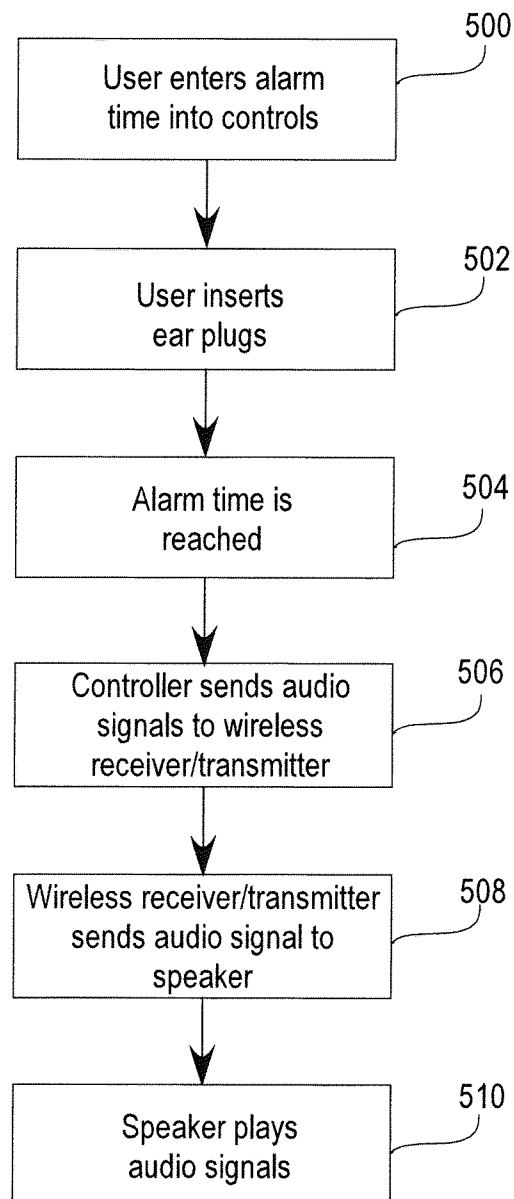 500
User enters alarm
time into controls
502
User inserts
ear plugs
504
Alarm time is
reached
506
Controller sends audio
signals to wireless
receiver/transmitter
508
Wireless receiver/transmitter
sends audio signal to
speaker
510
Speaker plays
audio signals